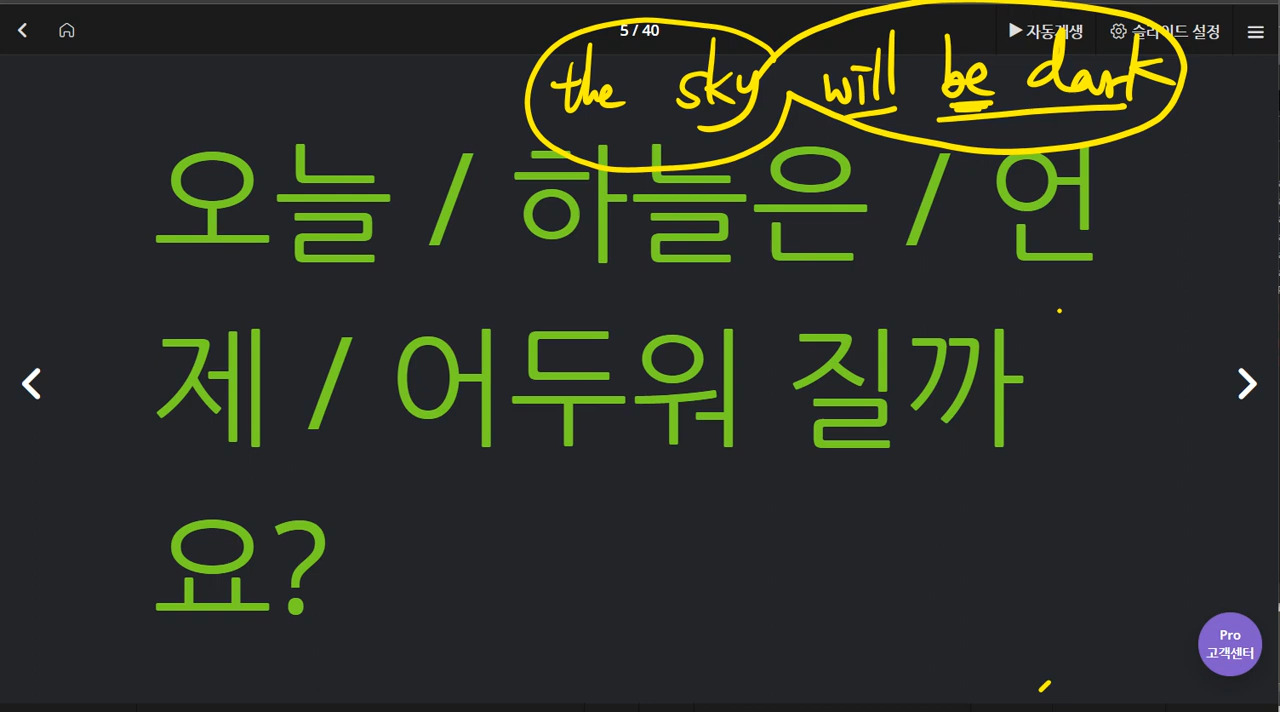 5 / 40
▶ 자동재생
슬라이드 설정
the sky will be dark
오늘 / 하늘은 / 언
제 / 어두워 질까
요?
Pro
고객센터